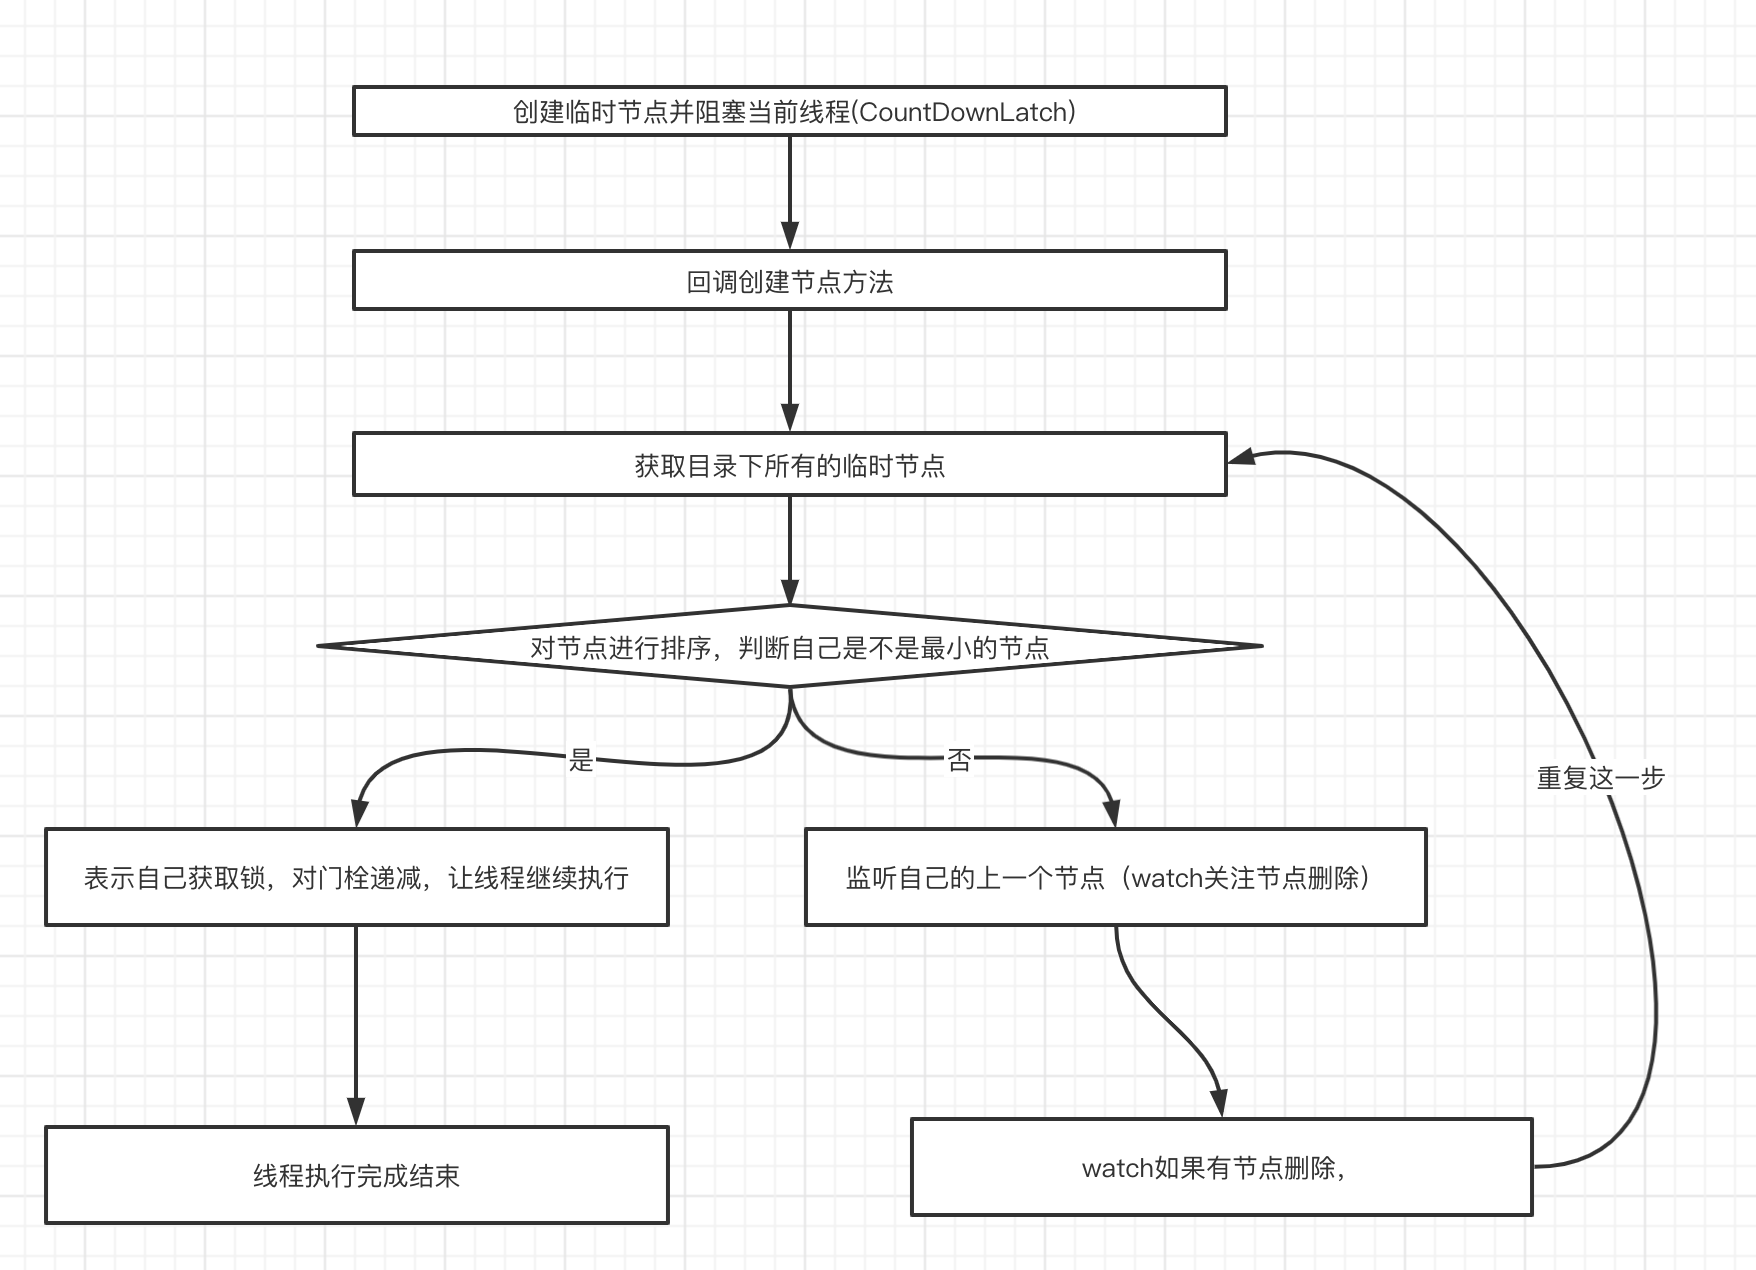 创建临时节点并阻塞当前线程(CountDownLatch)
回调创建节点方法
获取目录下所有的临时节点
对节点进行排序，判断自己是不是最小的节点
是
否
重复这一步
表示自己获取锁，对门栓递减，让线程继续执行
监听自己的上一个节点（watch关注节点删除）
线程执行完成结束
watch如果有节点删除，